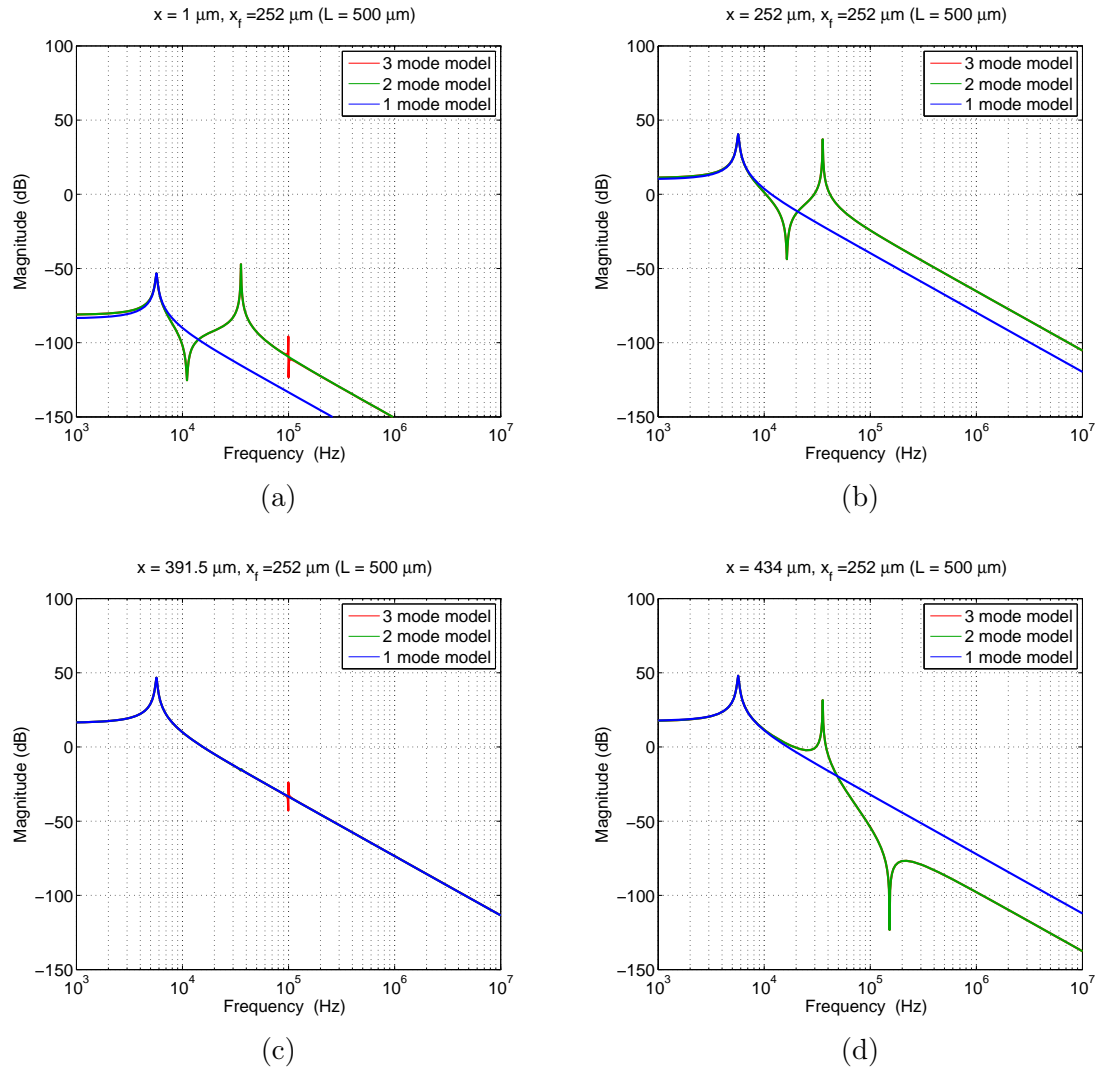 x = 1 μm, x_f =252 μm (L = 500 μm)
100
50
0
−50
−100
−150
Magnitude (dB)
10^3
10^4
10^5
10^6
10^7
Frequency (Hz)
3 mode model
2 mode model
1 mode model
(a)
x = 252 μm, x_f =252 μm (L = 500 μm)
100
50
0
−50
−100
−150
Magnitude (dB)
10^3
10^4
10^5
10^6
10^7
Frequency (Hz)
3 mode model
2 mode model
1 mode model
(b)
x = 391.5 μm, x_f =252 μm (L = 500 μm)
100
50
0
−50
−100
−150
Magnitude (dB)
10^3
10^4
10^5
10^6
10^7
Frequency (Hz)
3 mode model
2 mode model
1 mode model
(c)
x = 434 μm, x_f =252 μm (L = 500 μm)
100
50
0
−50
−100
−150
Magnitude (dB)
10^3
10^4
10^5
10^6
10^7
Frequency (Hz)
3 mode model
2 mode model
1 mode model
(d)